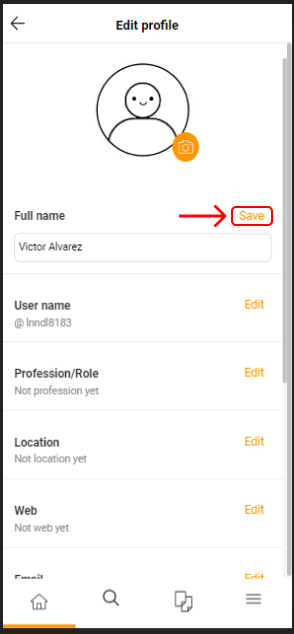 Edit profile
Full name
Save
Victor Alvarez
User name
Edit
@ lnndl8183
Profession/Role
Edit
Not profession yet
Location
Edit
Not location yet
Web
Edit
Not web yet
Email
Edit